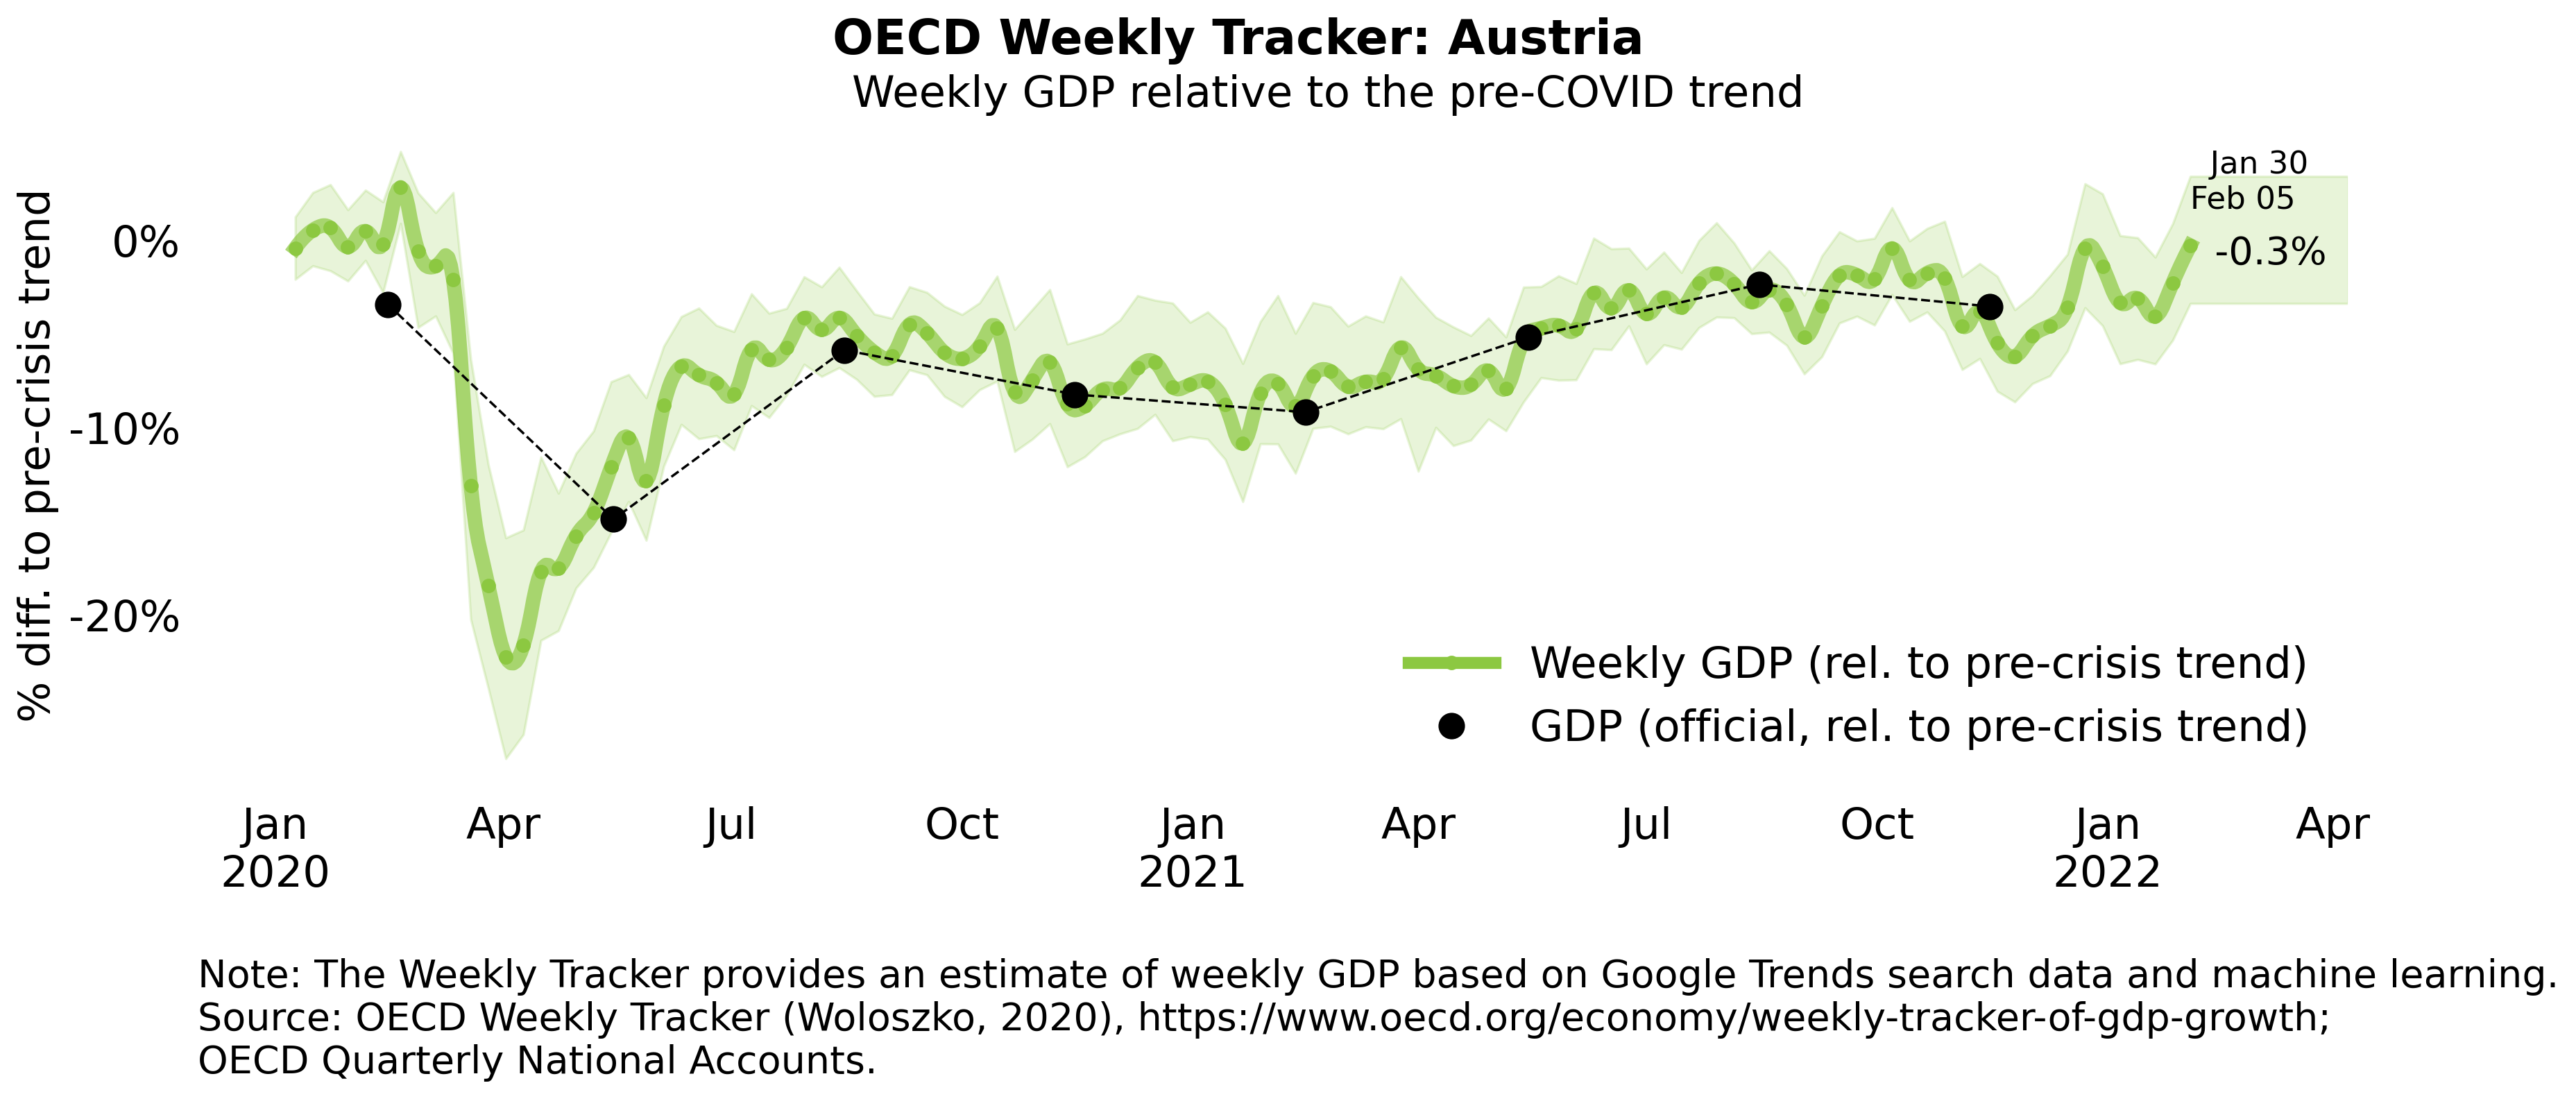 OECD Weekly Tracker: Austria
Weekly GDP relative to the pre-COVID trend
% diff. to pre-crisis trend
0%
-10%
-20%
Jan 30
Feb 05
-0.3%
Weekly GDP (rel. to pre-crisis trend)
GDP (official, rel. to pre-crisis trend)
Jan Apr Jul Oct Jan Apr Jul Oct Jan Apr
2020 2021 2022
Note: The Weekly Tracker provides an estimate of weekly GDP based on Google Trends search data and machine learning.
Source: OECD Weekly Tracker (Woloszko, 2020), https://www.oecd.org/economy/weekly-tracker-of-gdp-growth;
OECD Quarterly National Accounts.